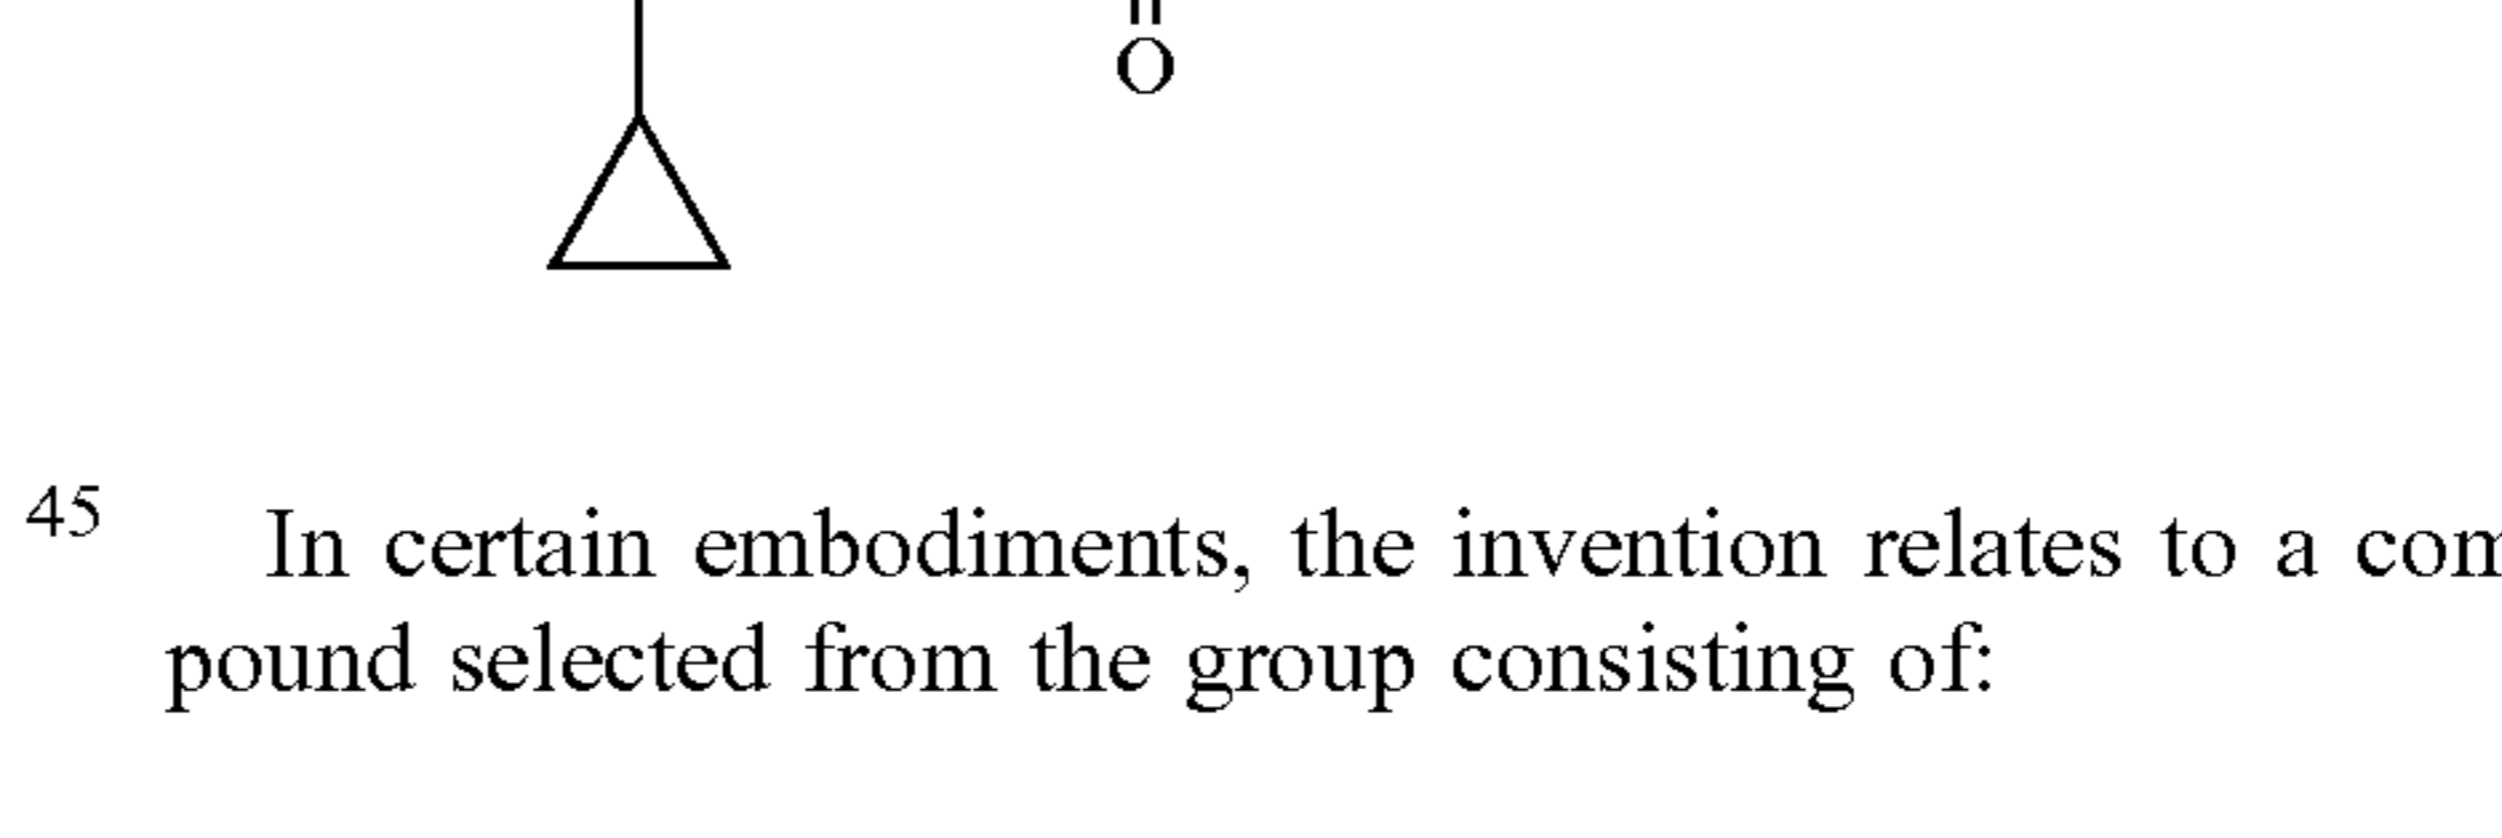 O
45
In certain embodiments, the invention relates to a com
pound selected from the group consisting of: